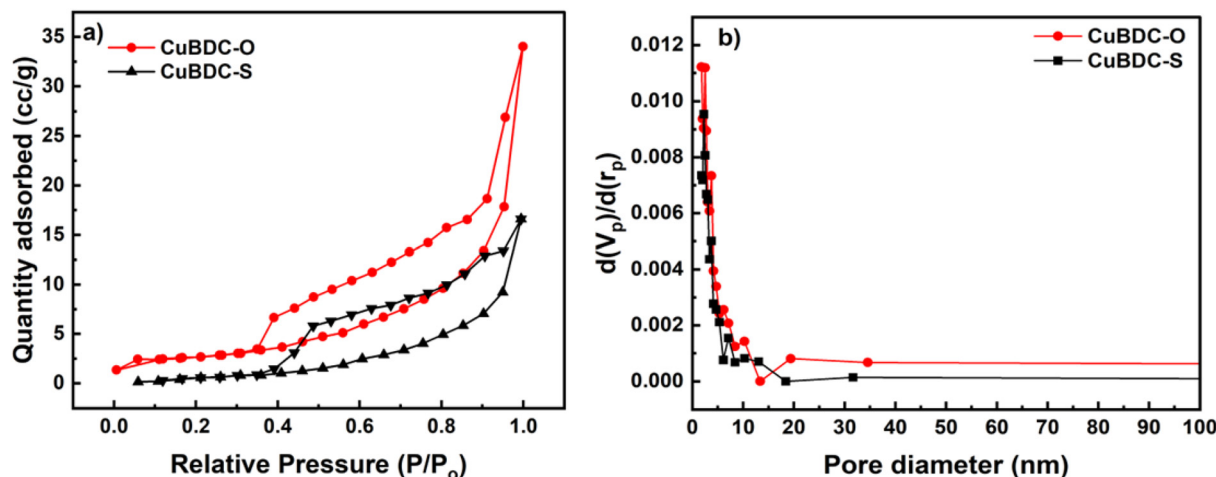 a)
CuBDC-O
CuBDC-S
Quantity adsorbed (cc/g)
35
30
25
20
15
10
5
0
0.0 0.2 0.4 0.6 0.8 1.0
Relative Pressure (P/Po)
b)
CuBDC-O
CuBDC-S
d(Vp)/d(rp)
0.012
0.010
0.008
0.006
0.004
0.002
0.000
0 10 20 30 40 50 60 70 80 90 100
Pore diameter (nm)